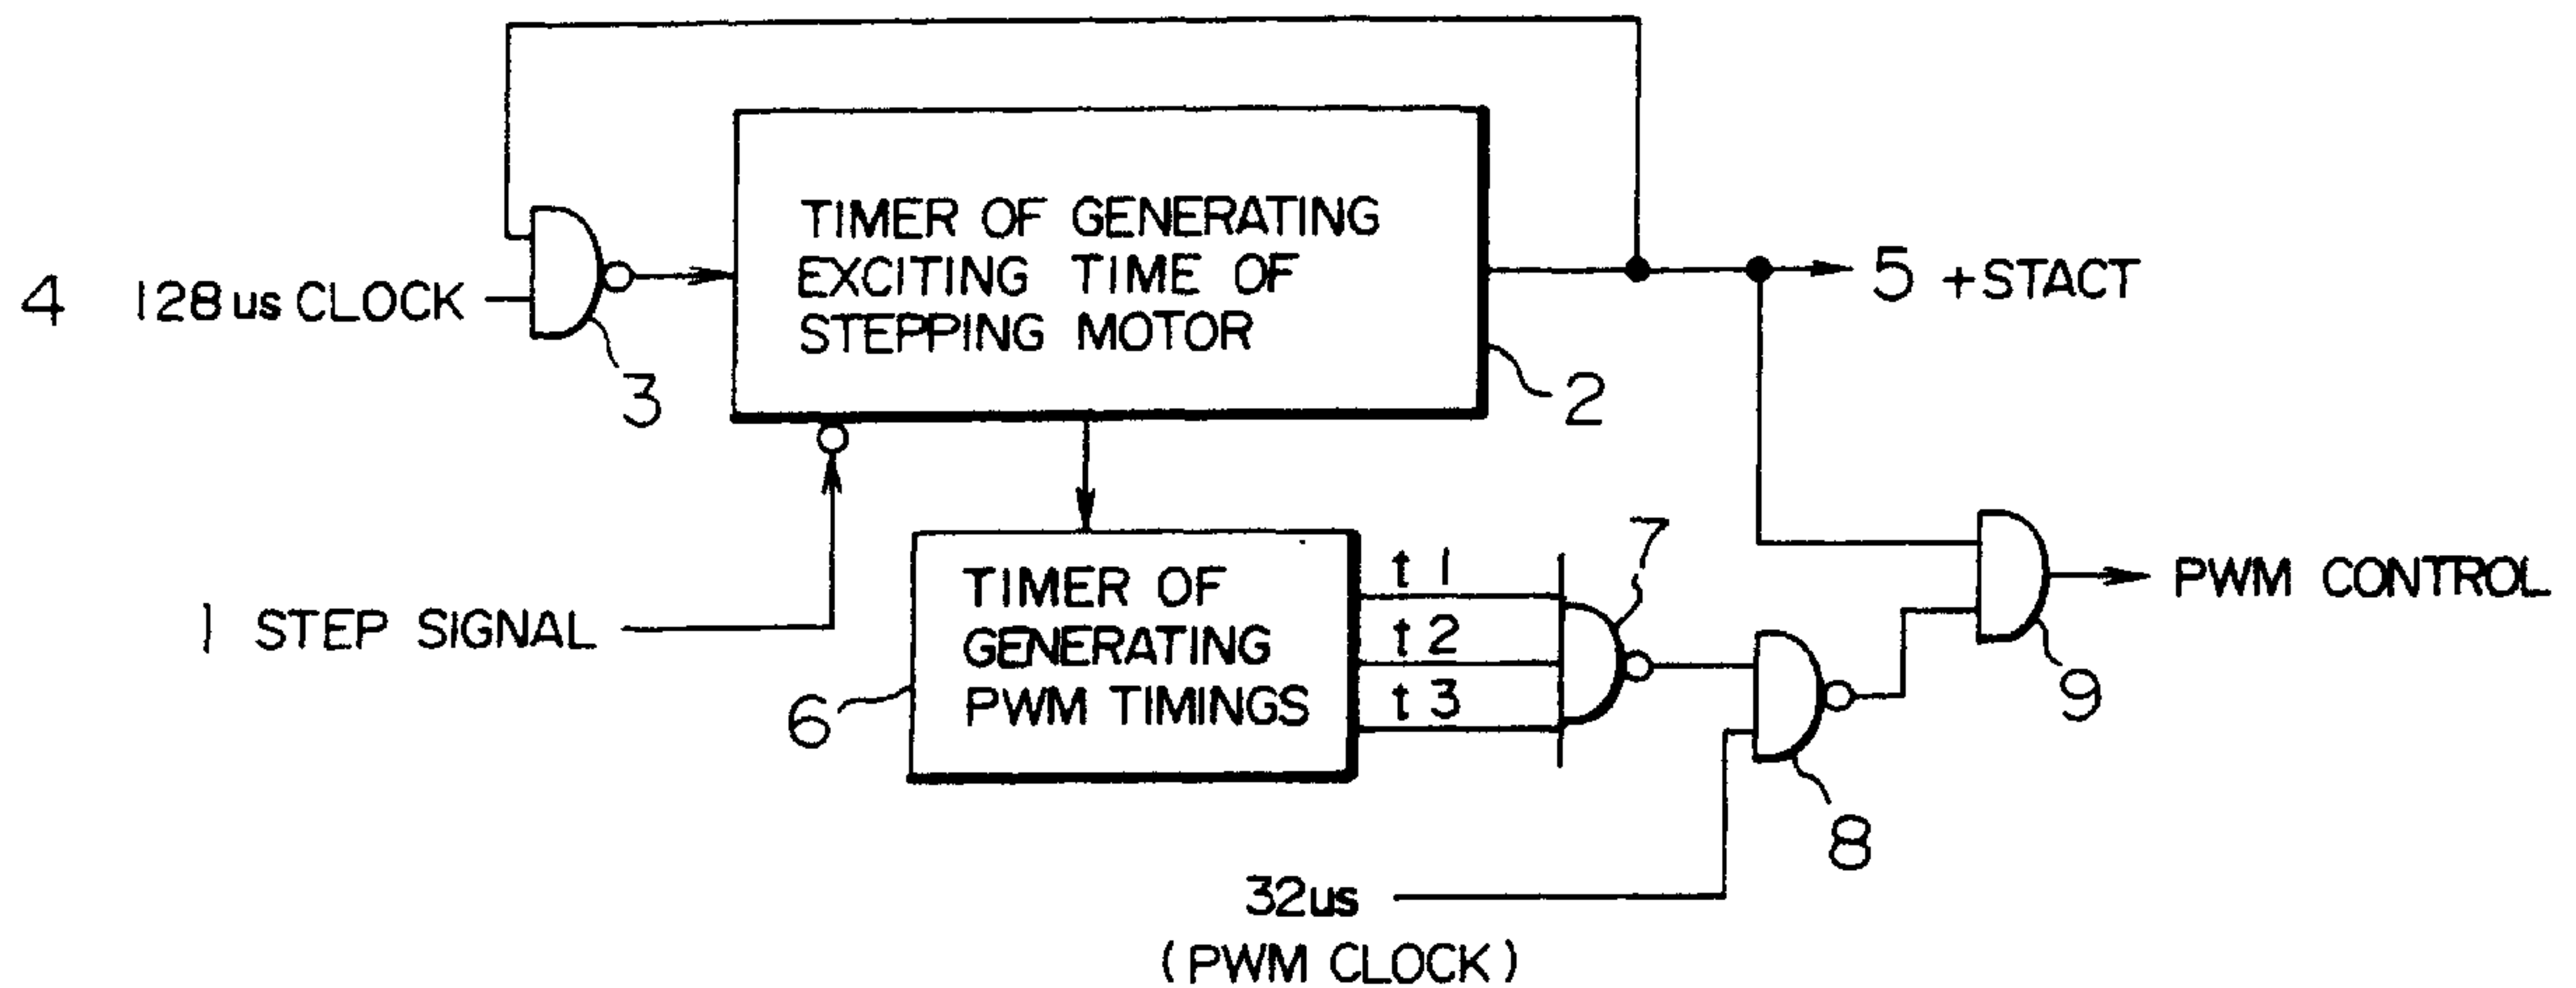 TIMER OF GENERATING
EXCITING TIME OF
STEPPING MOTOR
4 128us CLOCK
3
2
5 +STACT
1 STEP SIGNAL
TIMER OF
GENERATING
PWM TIMINGS
6
t1
t2
t3
7
8
9
PWM CONTROL
32us
(PWM CLOCK)